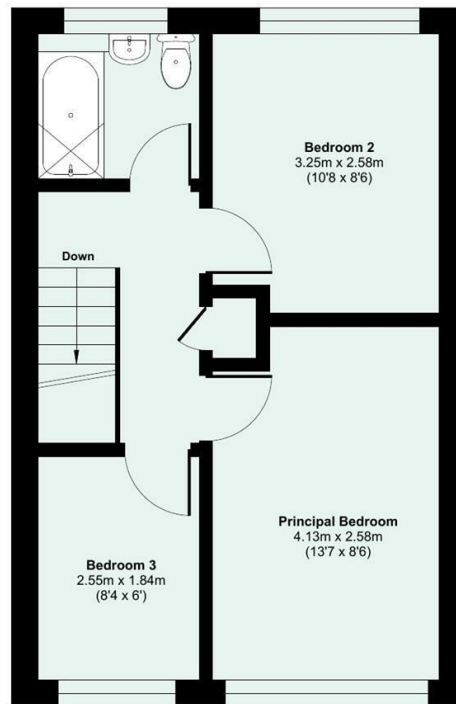 Bedroom 2
3.25m x 2.58m
(10'8 x 8'6)
Down
Principal Bedroom
4.13m x 2.58m
(13'7 x 8'6)
Bedroom 3
2.55m x 1.84m
(8'4 x 6')